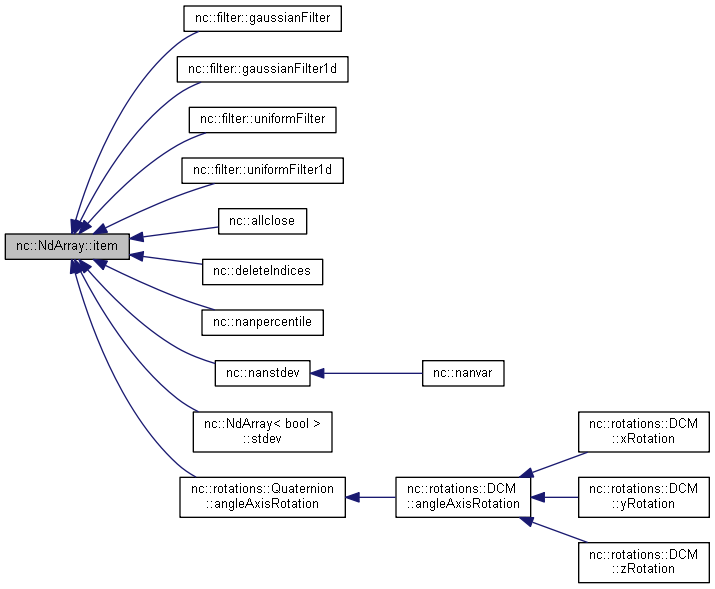 nc::filter::gaussianFilter
nc::filter::gaussianFilter1d
nc::filter::uniformFilter
nc::filter::uniformFilter1d
nc::allclose
nc::NdArray::item
nc::deleteIndices
nc::nanpercentile
nc::nanstdev
nc::nanvar
nc::NdArray< bool >
::stdev
nc::rotations::DCM
::xRotation
nc::rotations::Quaternion
::angleAxisRotation
nc::rotations::DCM
::angleAxisRotation
nc::rotations::DCM
::yRotation
nc::rotations::DCM
::zRotation